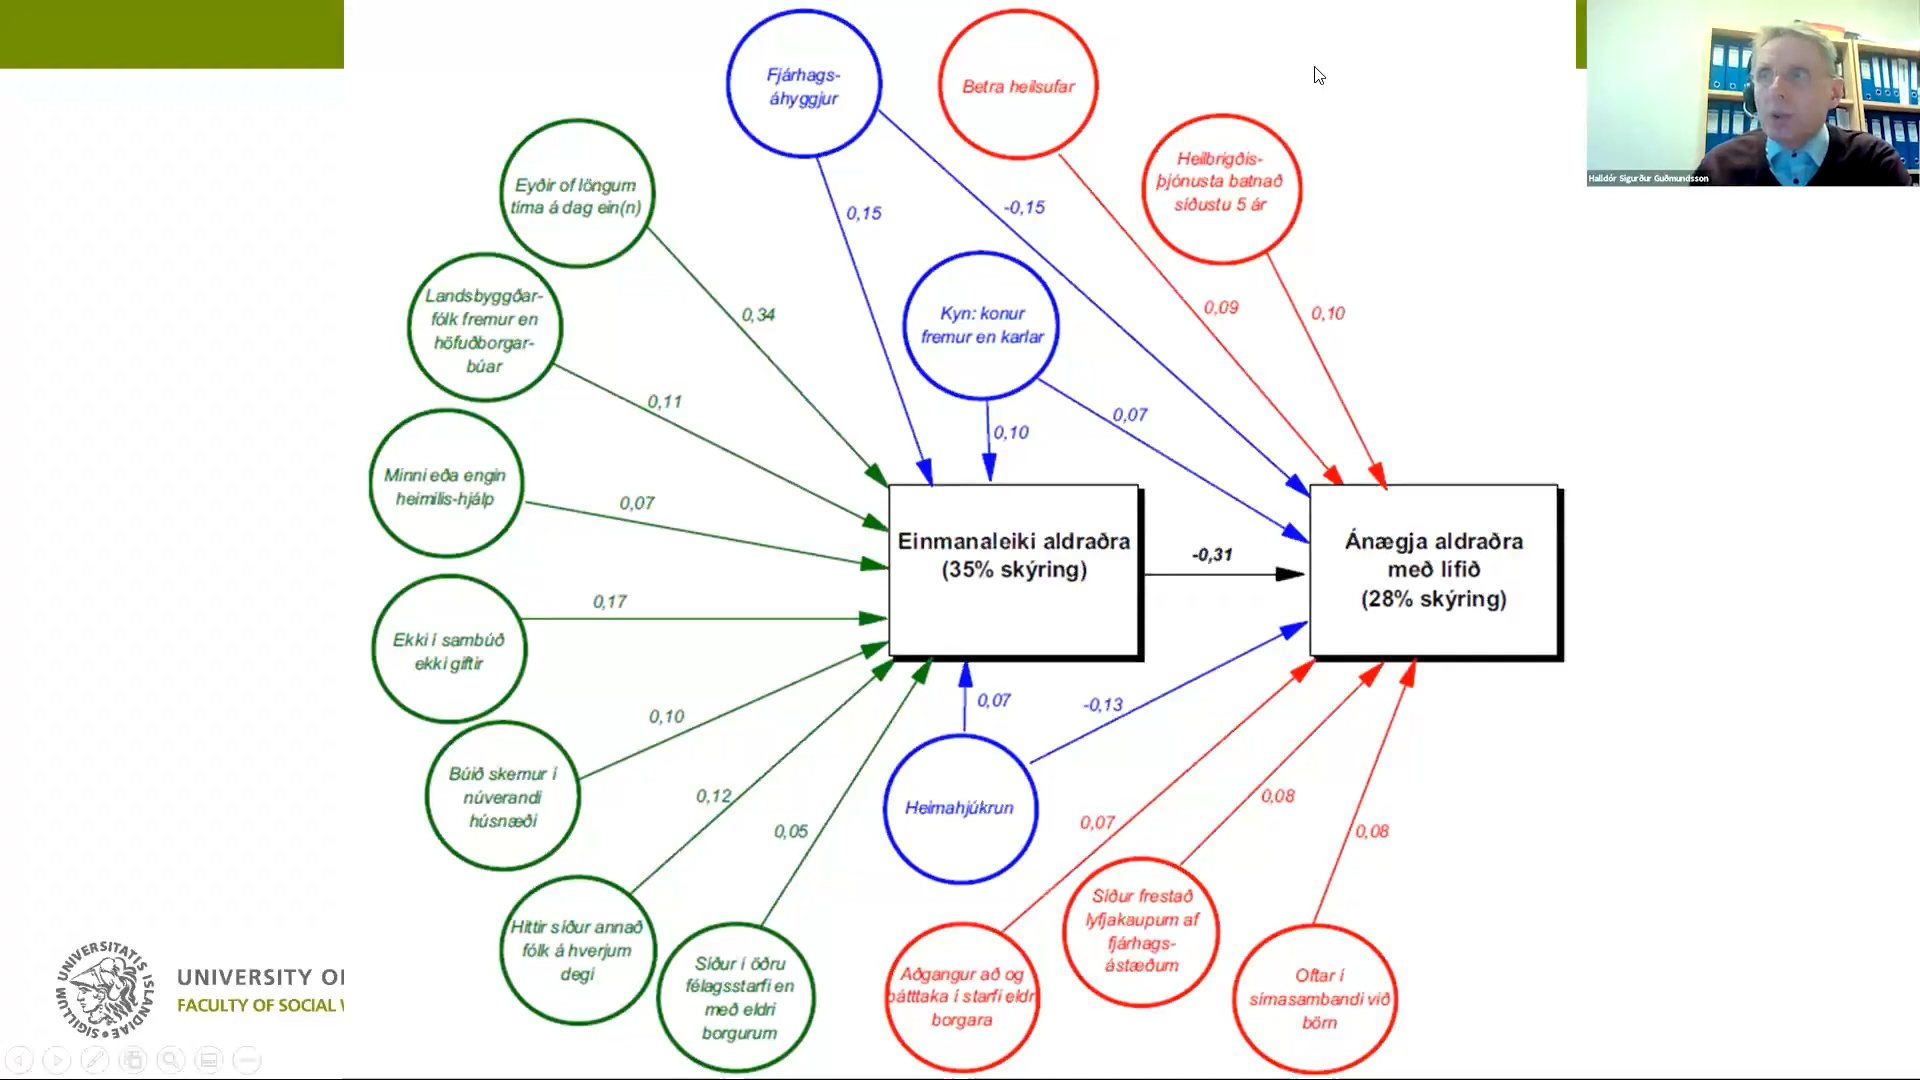 Fjárhags-
áhyggjur
Betra heilsufar
Heilbrigðis-
þjónusta batnað
síðustu 5 ár
Halldór Sigurður Guðmundsson
Eyðir of löngum
tíma á dag ein(n)
0,15
-0,15
Landsbyggðar-
fólk fremur en
höfuðborgar-
búar
0,34
Kyn: konur
fremur en karlar
0,09
0,10
0,11
0,10
0,07
Minni eða engin
heimilis-hjálp
0,07
Einmanaleiki aldraðra
(35% skýring)
-0,31
Ánægja aldraðra
með lífið
(28% skýring)
0,17
Ekki í sambúð
ekki giftir
0,10
0,07
-0,13
Búið skemur í
núverandi
húsnæði
0,12
0,05
Heimahjúkrun
0,07
0,08
0,08
Hittir síður annað
fólk á hverjum
degi
Síður í öðru
félagsstarfi en
með eldri
borgurum
Aðgangur að og
þátttaka í starfi eldri
borgara
Síður frestað
lyfjakaupum af
fjárhags-
ástæðum
Oftar í
símasambandi við
börn
UNIVERSITATIS ISLANDIAE SIGILLUM
UNIVERSITY OF
FACULTY OF SOCIAL W